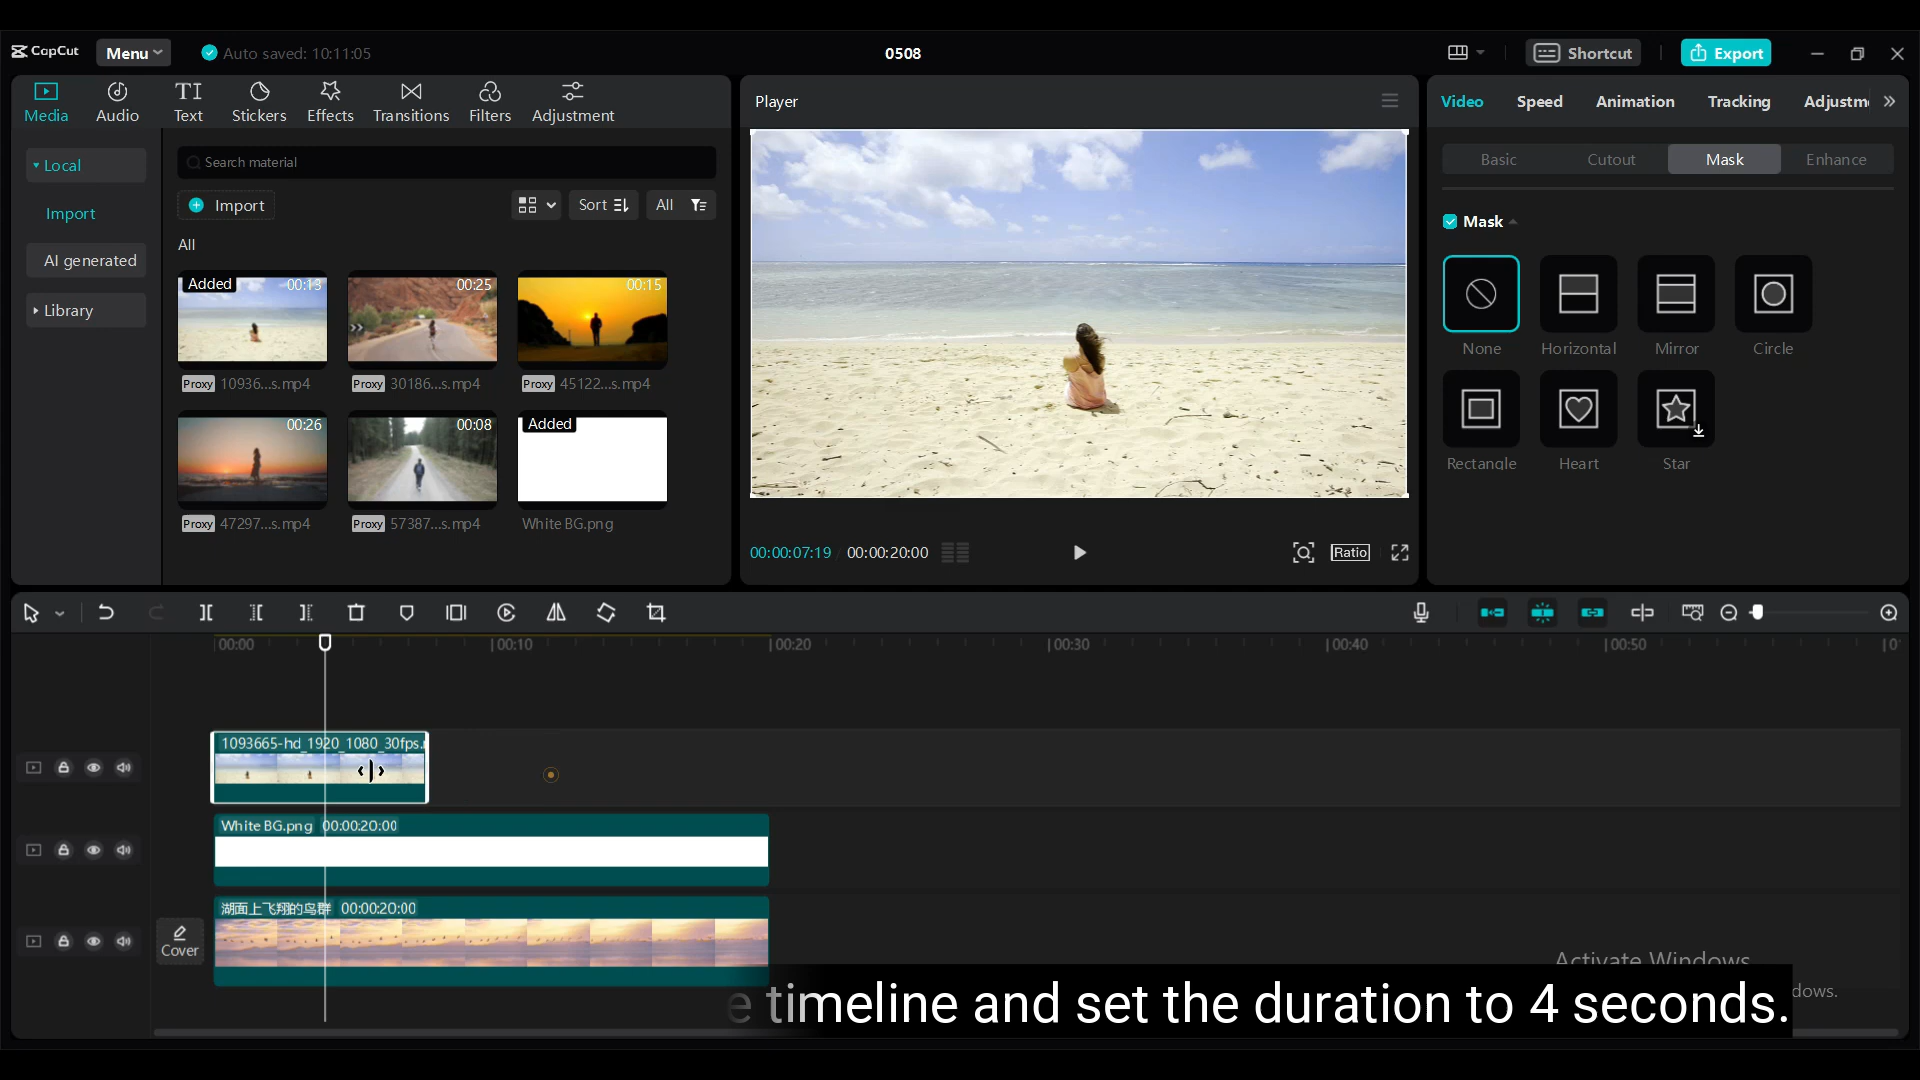 CapCut
Menu
Auto saved: 10:11:05
0508
Shortcut
Export
Media
Audio
Text
Stickers
Effects
Transitions
Filters
Adjustment
Local
Import
AI generated
Library
Search material
Import
Sort
All
All
Added
00:13
00:25
00:15
Proxy 10936...s.mp4
Proxy 30186...s.mp4
Proxy 45122...s.mp4
00:26
00:08
Added
Proxy 47297...s.mp4
Proxy 57387...s.mp4
White BG.png
Player
00:00:07:19
00:00:20:00
Ratio
Video
Speed
Animation
Tracking
Adjustm
Basic
Cutout
Mask
Enhance
Mask
None
Horizontal
Mirror
Circle
Rectangle
Heart
Star
00:00
00:10
00:20
00:30
00:40
00:50
1093665-hd_1920_1080_30fps.
White BG.png 00:00:20:00
湖面上飞翔的鸟群 00:00:20:00
Cover
Activate Windows
dows.
e timeline and set the duration to 4 seconds.